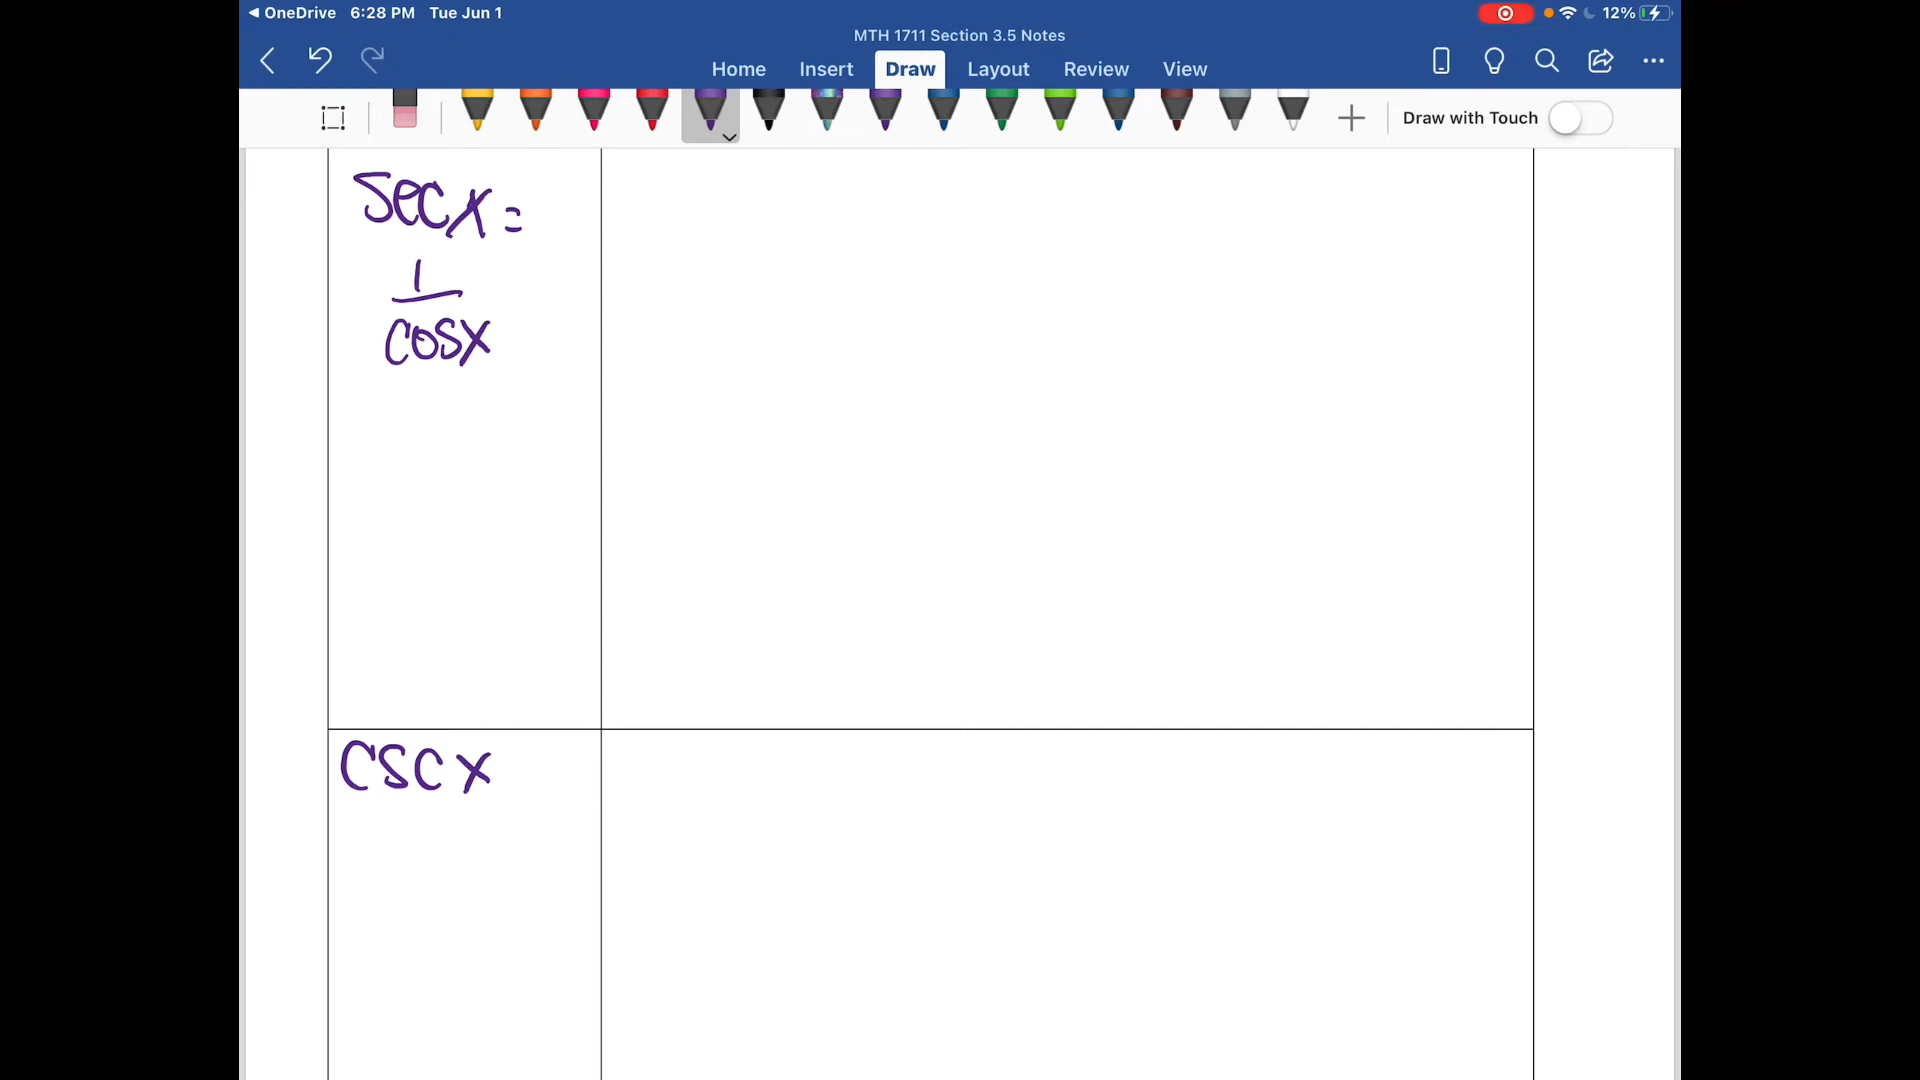 OneDrive 6:28 PM Tue Jun 1 12%
MTH 1711 Section 3.5 Notes
Home Insert Draw Layout Review View
Draw with Touch
secx =
1
cosx
csc x